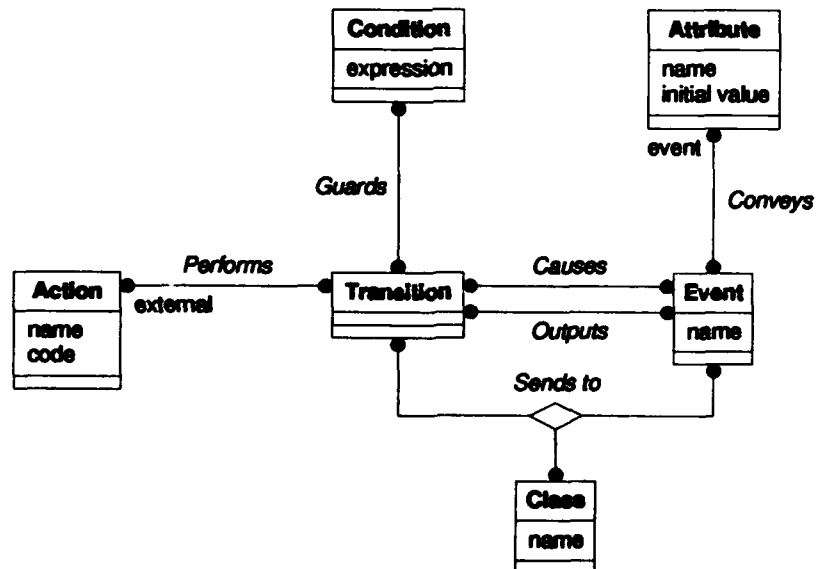 Condition
expression
Attribute
name
initial value
event
Guards
Conveys
Performs
Causes
Action
name
code
external
Transition
Event
name
Outputs
Sends to
Class
name